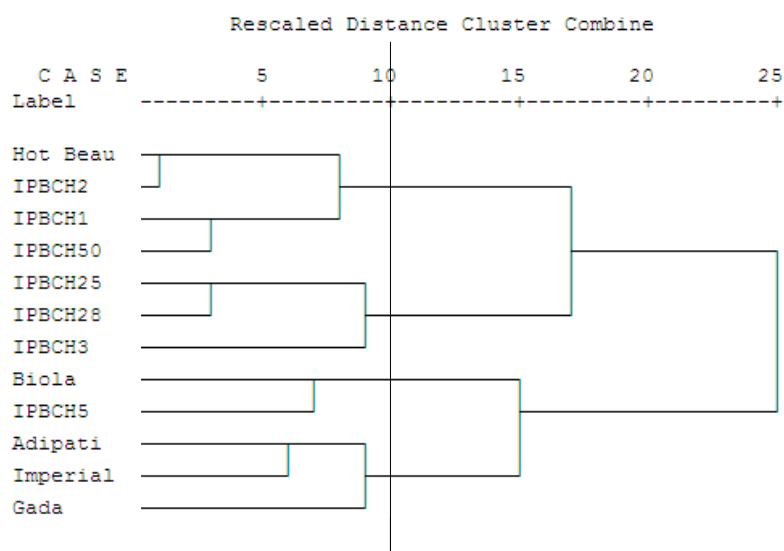 Rescaled Distance Cluster Combine
C A S E 5 10 15 20 25
Label ---------+---------+---------+---------+---------+
Hot Beau
IPBCH2
IPBCH1
IPBCH50
IPBCH25
IPBCH28
IPBCH3
Biola
IPBCH5
Adipati
Imperial
Gada